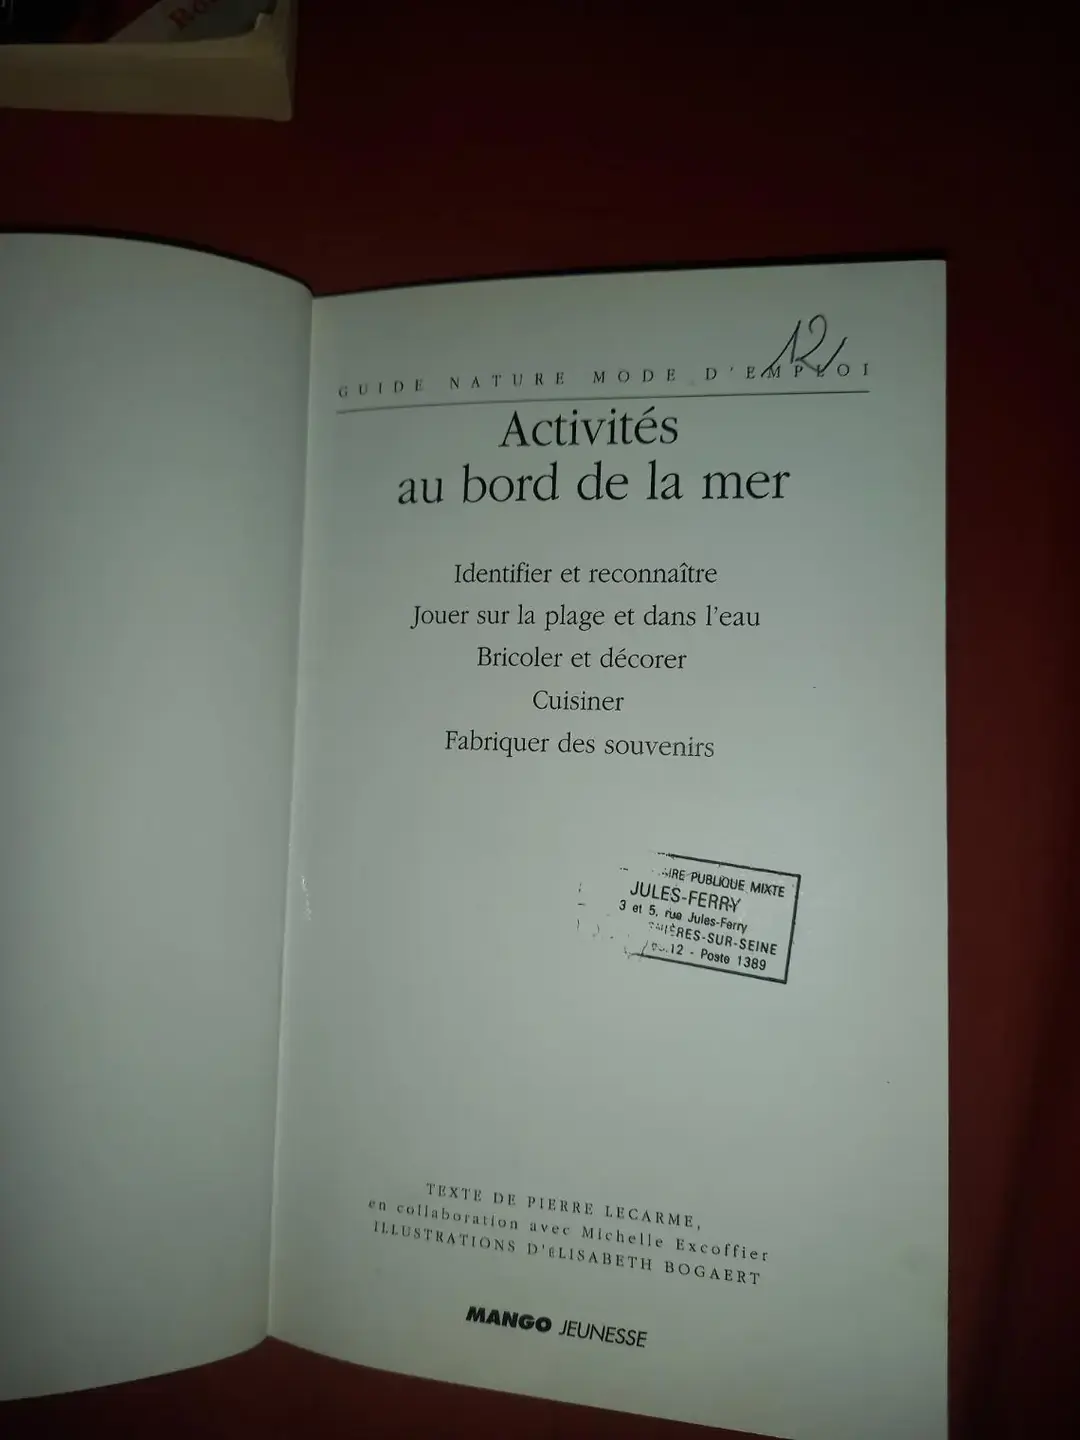 GUIDE NATURE MODE D'EMPLOI
12
Activités
au bord de la mer
Identifier et reconnaître
Jouer sur la plage et dans l'eau
Bricoler et décorer
Cuisiner
Fabriquer des souvenirs
PUBLIQUE MIXTE
JULES-FERRY
3 et 5, rue Jules-Ferry
SUR-SEINE
12 - Poste 1389
TEXTE DE PIERRE LECARME,
en collaboration avec Michelle Excoffier
ILLUSTRATIONS D'ÉLISABETH BOGAERT
MANGO JEUNESSE